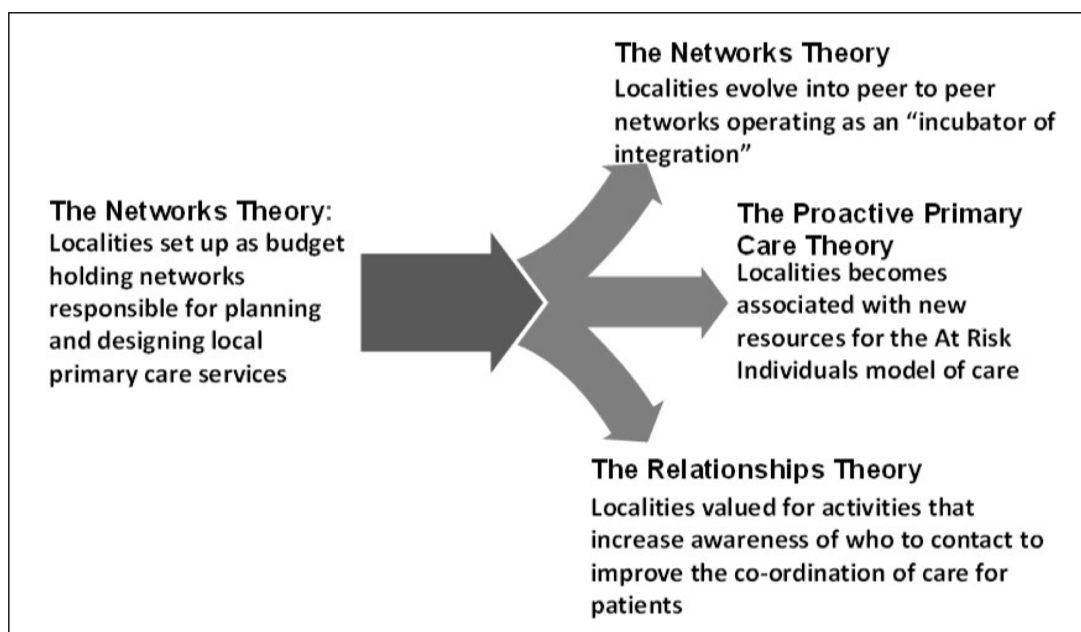 The Networks Theory:
Localities set up as budget
holding networks
responsible for planning
and designing local
primary care services
The Networks Theory
Localities evolve into peer to peer
networks operating as an “incubator of
integration”
The Proactive Primary
Care Theory
Localities becomes
associated with new
resources for the At Risk
Individuals model of care
The Relationships Theory
Localities valued for activities that
increase awareness of who to contact to
improve the co-ordination of care for
patients